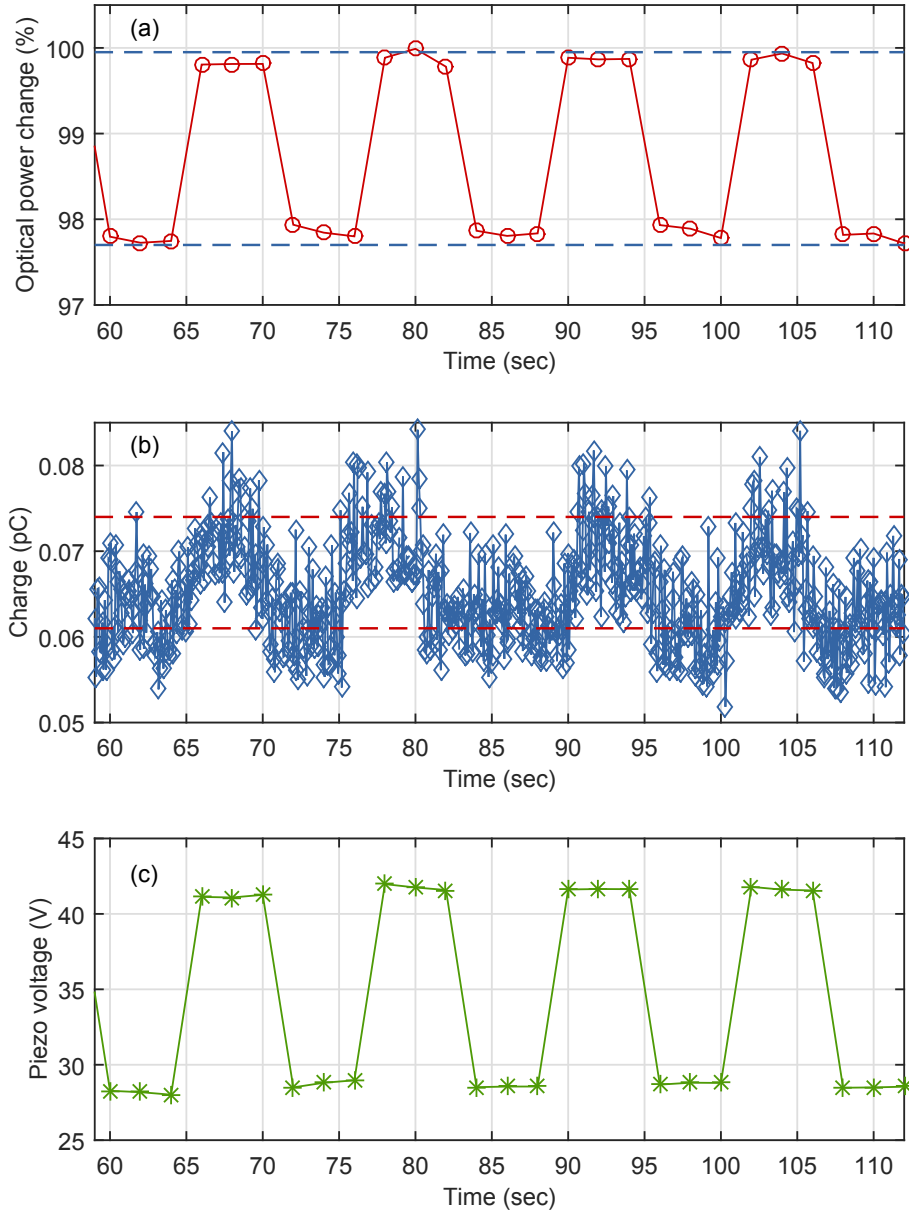 (a)
Optical power change (%)
100
99
98
97
60 65 70 75 80 85 90 95 100 105 110
Time (sec)
(b)
Charge (pC)
0.08
0.07
0.06
0.05
60 65 70 75 80 85 90 95 100 105 110
Time (sec)
(c)
Piezo voltage (V)
45
40
35
30
25
60 65 70 75 80 85 90 95 100 105 110
Time (sec)